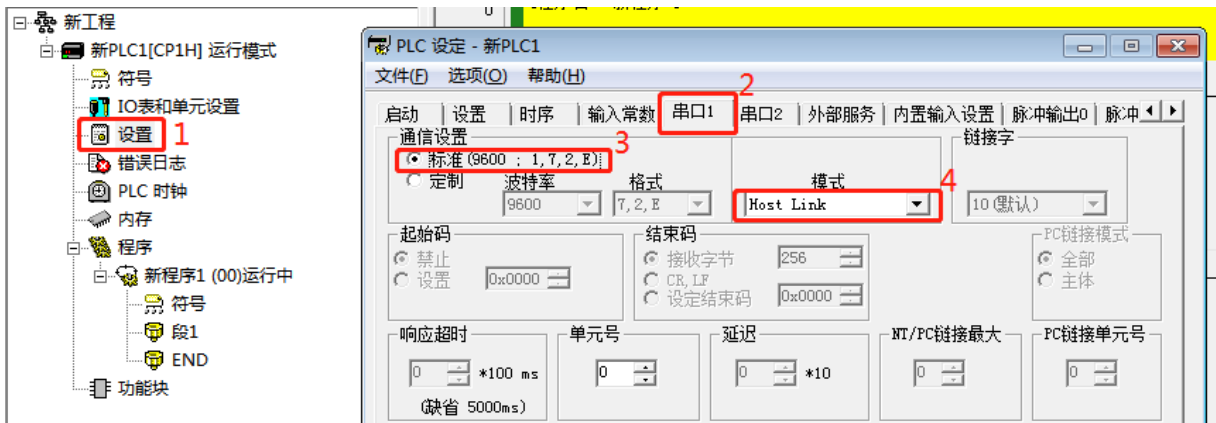 新工程
新PLC1[CP1H] 运行模式
符号
IO表和单元设置
设置 1
错误日志
PLC 时钟
内存
程序
新程序1 (00)运行中
符号
段1
END
功能块
0
PLC 设定 - 新PLC1
文件(F) 选项(O) 帮助(H)
2
启动 设置 时序 输入常数 串口1 串口2 外部服务 内置输入设置 脉冲输出0 脉冲
通信设置 链接字
标准(9600 ; 1,7,2,E) 3
定制 波特率 格式 模式 4
9600 7,2,E Host Link 10(默认)
起始码 结束码 PC链接模式
禁止 接收字节 256 全部
设置 0x0000 CR,LF 主体
设定结束码 0x0000
响应超时 单元号 延迟 NT/PC链接最大 PC链接单元号
0 *100 ms 0 0 *10 0 0
(缺省 5000ms)